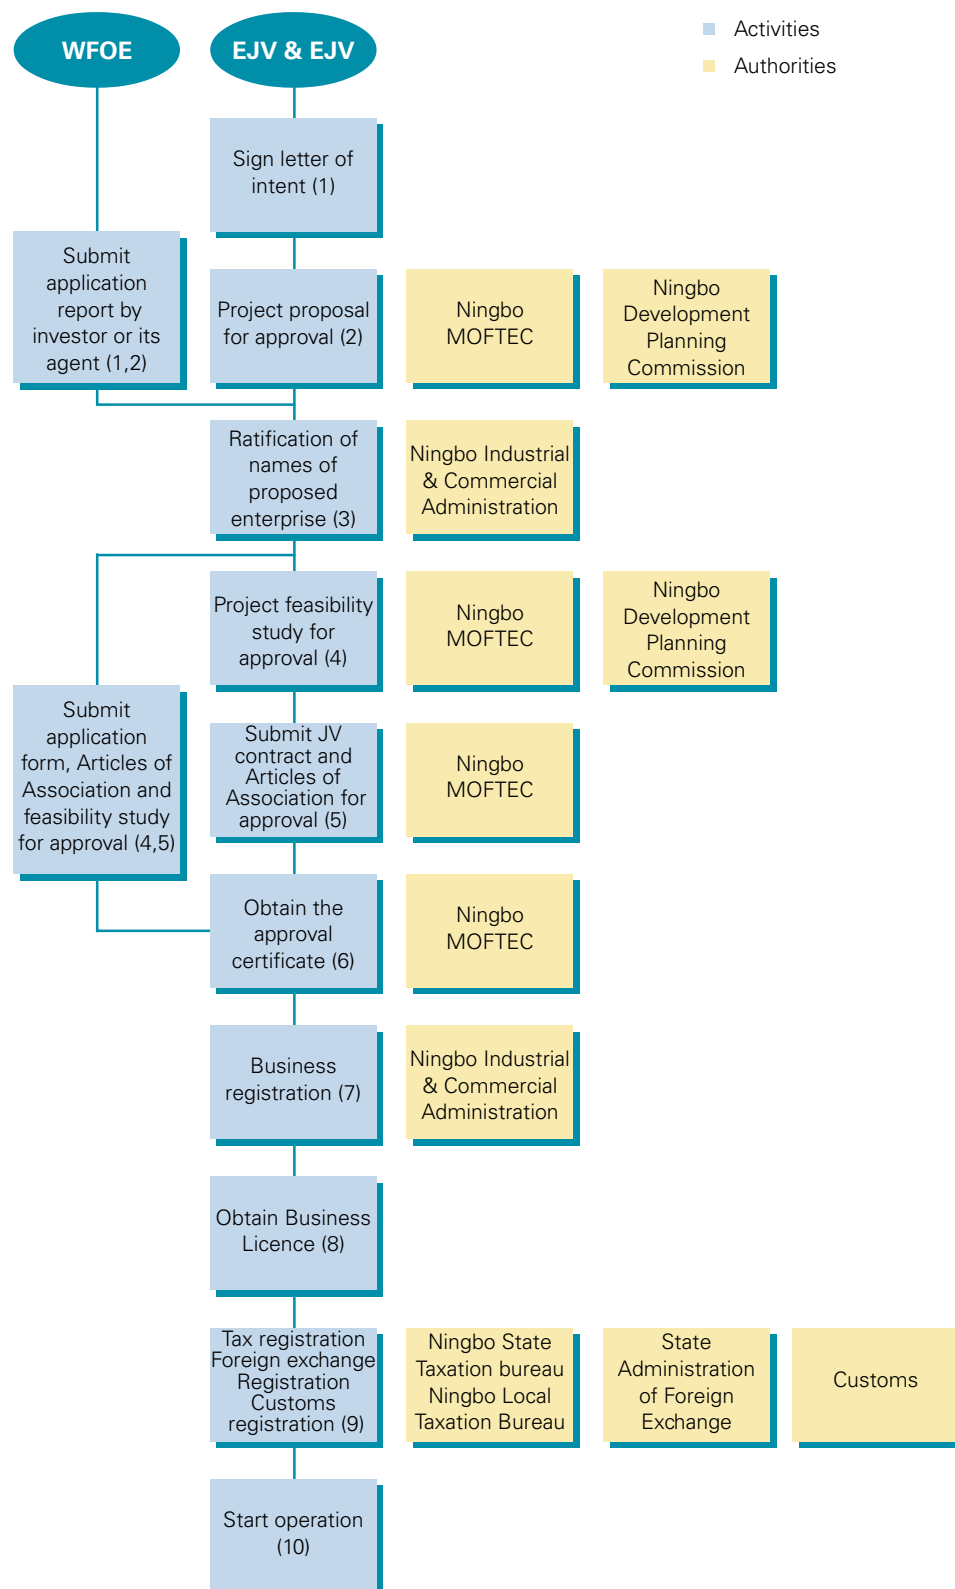 WFOE
EJV & EJV
Activities
Authorities
Sign letter of
intent (1)
Submit
application
report by
investor or its
agent (1,2)
Project proposal
for approval (2)
Ningbo
MOFTEC
Ningbo
Development
Planning
Commission
Ratification of
names of
proposed
enterprise (3)
Ningbo Industrial
& Commercial
Administration
Project feasibility
study for
approval (4)
Ningbo
MOFTEC
Ningbo
Development
Planning
Commission
Submit
application
form, Articles of
Association and
feasibility study
for approval (4,5)
Submit JV
contract and
Articles of
Association for
approval (5)
Ningbo
MOFTEC
Obtain the
approval
certificate (6)
Ningbo
MOFTEC
Business
registration (7)
Ningbo Industrial
& Commercial
Administration
Obtain Business
Licence (8)
Tax registration
Foreign exchange
Registration
Customs
registration (9)
Ningbo State
Taxation bureau
Ningbo Local
Taxation Bureau
State
Administration
of Foreign
Exchange
Customs
Start operation
(10)